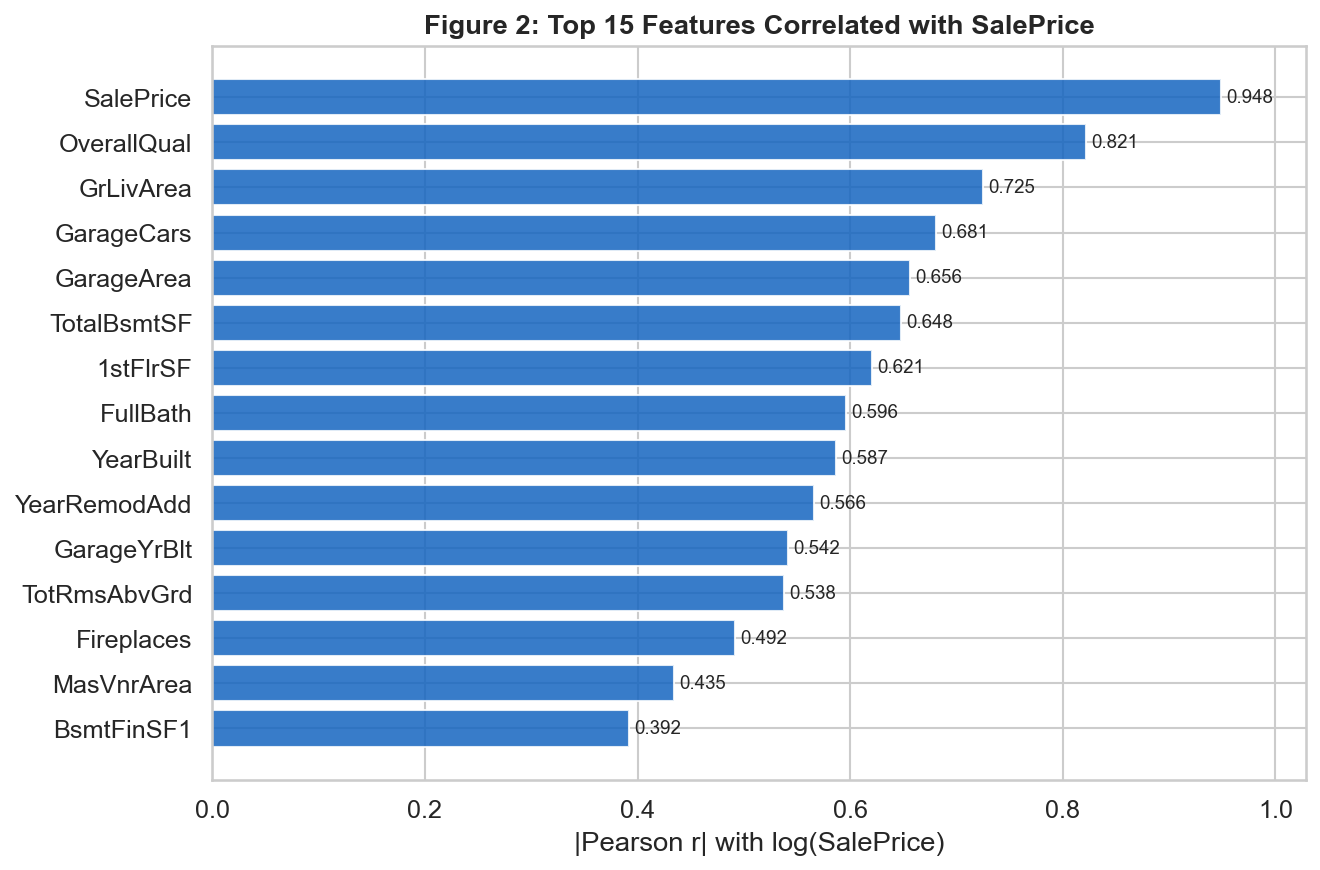 Figure 2: Top 15 Features Correlated with SalePrice
SalePrice 0.948
OverallQual 0.821
GrLivArea 0.725
GarageCars 0.681
GarageArea 0.656
TotalBsmtSF 0.648
1stFlrSF 0.621
FullBath 0.596
YearBuilt 0.587
YearRemodAdd 0.566
GarageYrBlt 0.542
TotRmsAbvGrd 0.538
Fireplaces 0.492
MasVnrArea 0.435
BsmtFinSF1 0.392
0.0 0.2 0.4 0.6 0.8 1.0
|Pearson r| with log(SalePrice)